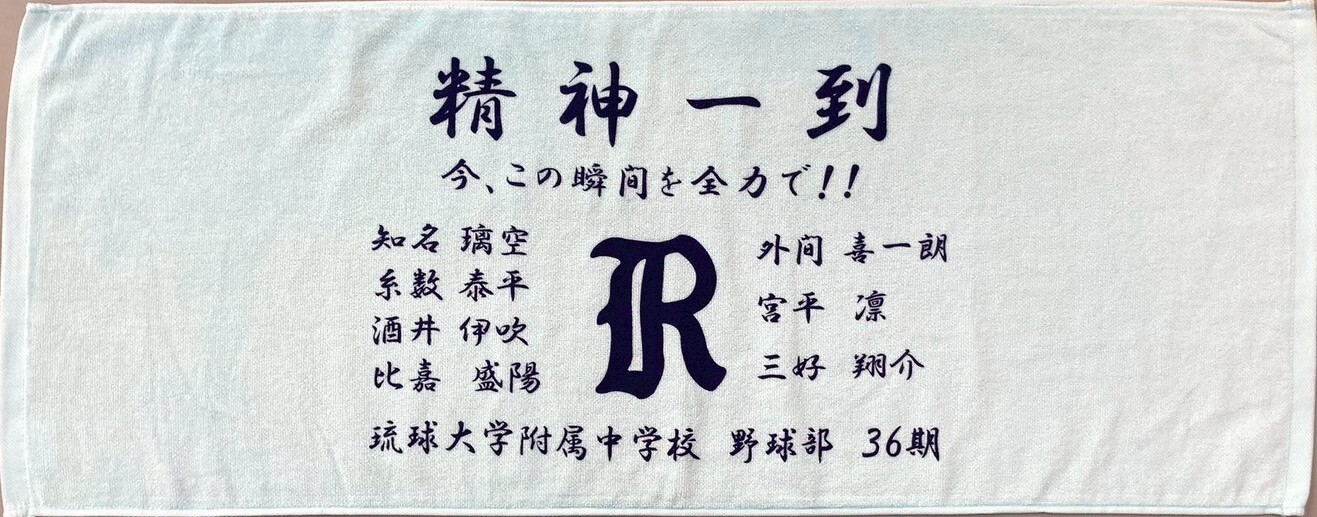 精神一到
今、この瞬間を全力で!!
知名 璃空
糸数 泰平
酒井 伊吹
比嘉 盛陽
R
外間 喜一朗
宮平 凛
三好 翔介
琉球大学附属中学校 野球部 36期